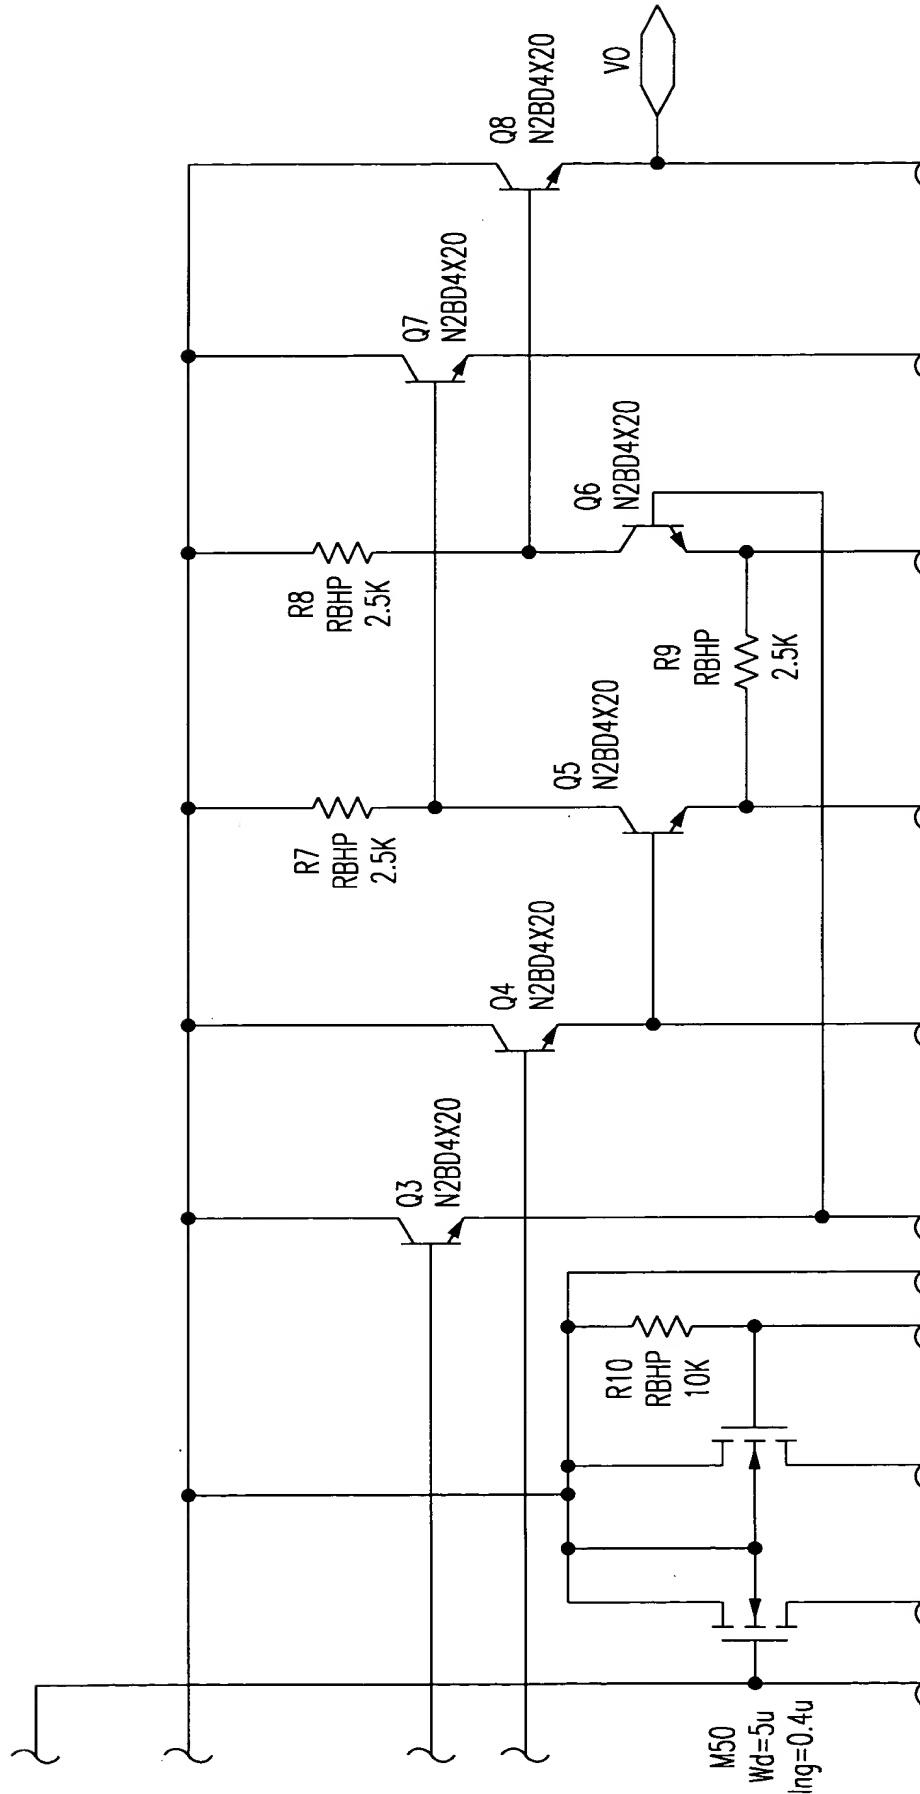 VO
Q8
N2BD4X20
Q7
N2BD4X20
Q6
N2BD4X20
R8
RBHP
2.5K
R9
RBHP
2.5K
Q5
N2BD4X20
R7
RBHP
2.5K
Q4
N2BD4X20
Q3
N2BD4X20
R10
RBHP
10K
M50
Wd=5u
lng=0.4u